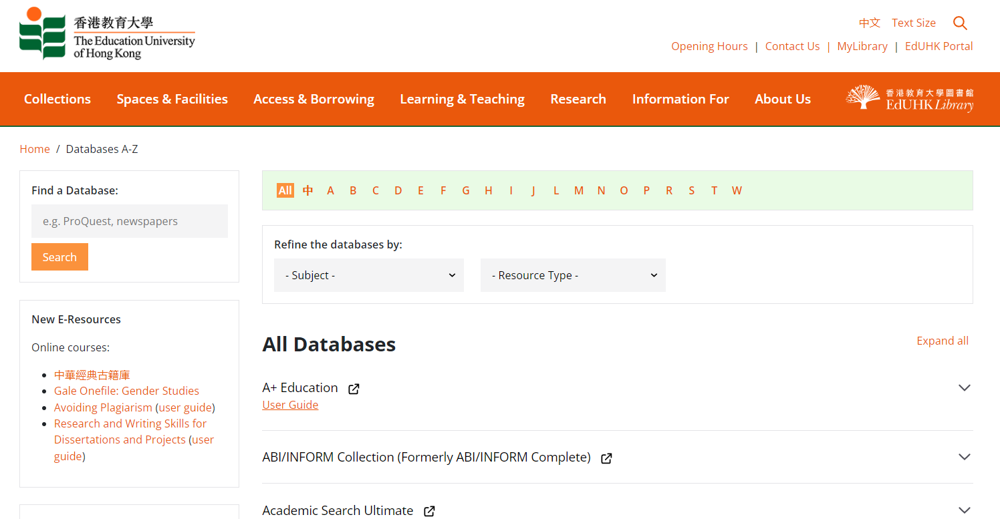 香港教育大學
The Education University
of Hong Kong
中文 Text Size
Opening Hours | Contact Us | MyLibrary | EdUHK Portal
Collections Spaces & Facilities Access & Borrowing Learning & Teaching Research Information For About Us
香港教育大學圖書館
EdUHK Library
Home / Databases A-Z
Find a Database:
e.g. ProQuest, newspapers
Search
New E-Resources
Online courses:
中華經典古籍庫
Gale Onefile: Gender Studies
Avoiding Plagiarism (user guide)
Research and Writing Skills for
Dissertations and Projects (user
guide)
All 中 A B C D E F G H I J L M N O P R S T W
Refine the databases by:
- Subject - - Resource Type -
All Databases
Expand all
A+ Education
User Guide
ABI/INFORM Collection (Formerly ABI/INFORM Complete)
Academic Search Ultimate